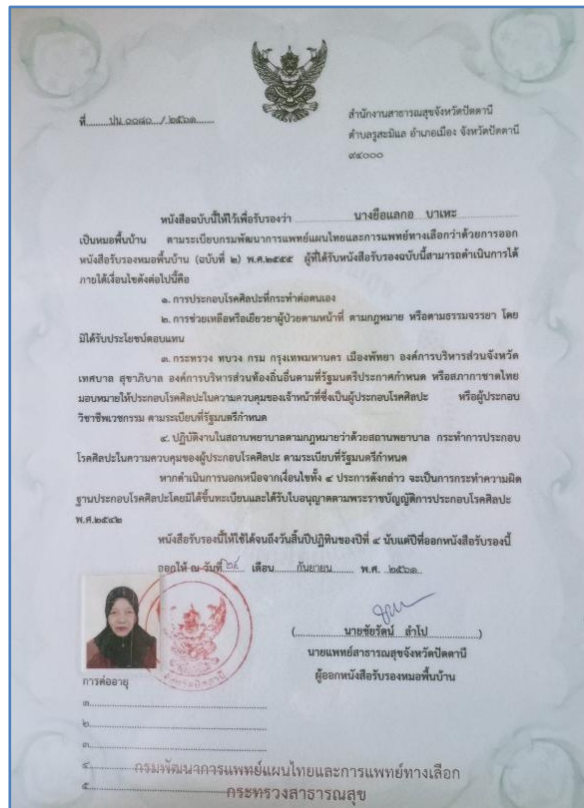 ที่ ปน ๐๐๘๐ / ๒๕๖๑
สำนักงานสาธารณสุขจังหวัดปัตตานี
ตำบลรูสะมิแล อำเภอเมือง จังหวัดปัตตานี
๙๔๐๐๐
หนังสือฉบับนี้ให้ไว้เพื่อรับรองว่า นางยือแลกอ บาเหะ
เป็นหมอพื้นบ้าน ตามระเบียบกรมพัฒนาการแพทย์แผนไทยและการแพทย์ทางเลือกว่าด้วยการออก
หนังสือรับรองหมอพื้นบ้าน (ฉบับที่ ๒) พ.ศ.๒๕๕๕ ผู้ที่ได้รับหนังสือรับรองฉบับนี้สามารถดำเนินการได้
ภายใต้เงื่อนไขดังต่อไปนี้คือ
๑. การประกอบโรคศิลปะที่กระทำต่อตนเอง
๒. การช่วยเหลือหรือเยียวยาผู้ป่วยตามหน้าที่ ตามกฎหมาย หรือตามธรรมจรรยา โดย
มิได้รับประโยชน์ตอบแทน
๓. กระทรวง ทบวง กรม กรุงเทพมหานคร เมืองพัทยา องค์การบริหารส่วนจังหวัด
เทศบาล สุขาภิบาล องค์การบริหารส่วนท้องถิ่นอื่นตามที่รัฐมนตรีประกาศกำหนด หรือสภากาชาดไทย
มอบหมายให้ประกอบโรคศิลปะในความควบคุมของเจ้าหน้าที่ซึ่งเป็นผู้ประกอบโรคศิลปะ หรือผู้ประกอบ
วิชาชีพเวชกรรม ตามระเบียบที่รัฐมนตรีกำหนด
๔. ปฏิบัติงานในสถานพยาบาลตามกฎหมายว่าด้วยสถานพยาบาล กระทำการประกอบ
โรคศิลปะในความควบคุมของผู้ประกอบโรคศิลปะ ตามระเบียบที่รัฐมนตรีกำหนด
หากดำเนินการนอกเหนือจากเงื่อนไขทั้ง ๔ ประการดังกล่าว จะเป็นการกระทำความผิด
ฐานประกอบโรคศิลปะโดยมิได้ขึ้นทะเบียนและได้รับใบอนุญาตตามพระราชบัญญัติการประกอบโรคศิลปะ
พ.ศ.๒๕๔๒
หนังสือรับรองนี้ให้ใช้ได้จนถึงวันสิ้นปีปฏิทินของปีที่ ๔ นับแต่ปีที่ออกหนังสือรับรองนี้
ออกให้ ณ วันที่ ๒๔ เดือน กันยายน พ.ศ. ๒๕๖๑
( นายชัยรัตน์ ลำโป )
นายแพทย์สาธารณสุขจังหวัดปัตตานี
ผู้ออกหนังสือรับรองหมอพื้นบ้าน
การต่ออายุ
๑.
๒.
๓.
๔.
๕.
กรมพัฒนาการแพทย์แผนไทยและการแพทย์ทางเลือก
กระทรวงสาธารณสุข